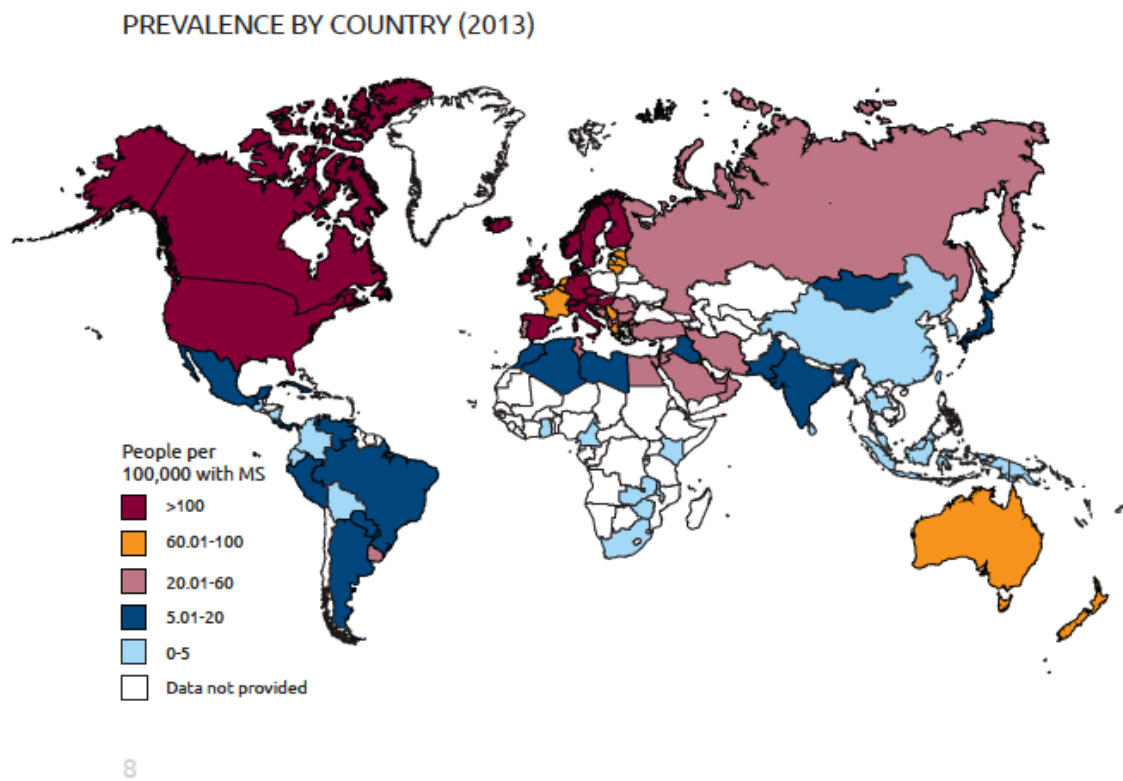 PREVALENCE BY COUNTRY (2013)
People per
100,000 with MS
>100
60.01-100
20.01-60
5.01-20
0-5
Data not provided
8